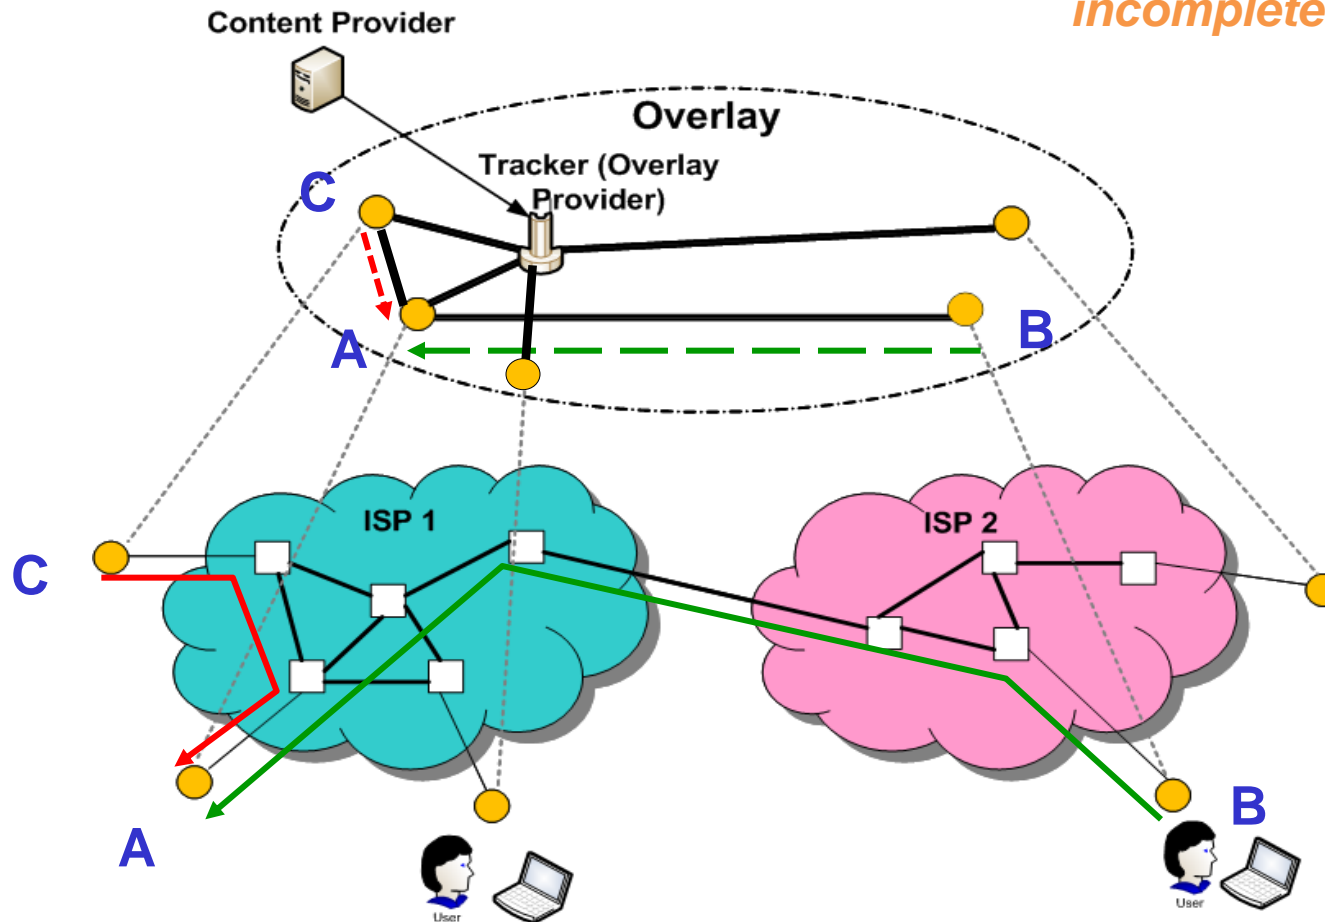 incomplete
Content Provider
Overlay
Tracker (Overlay
Provider)
C
A
B
ISP 1
ISP 2
C
A
B
User
User